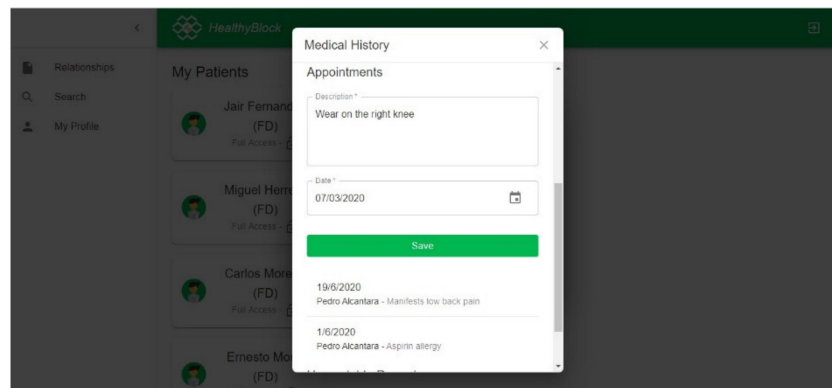 HealthyBlock
Relationships
Search
My Profile
My Patients
Jair Fernand
(FD)
Full Access -
Miguel Herre
(FD)
Full Access -
Carlos More
(FD)
Full Access -
Ernesto Mo
(FD)
Medical History
Appointments
Description *
Wear on the right knee
Date *
07/03/2020
Save
19/6/2020
Pedro Alcantara - Manifests low back pain
1/6/2020
Pedro Alcantara - Aspirin allergy